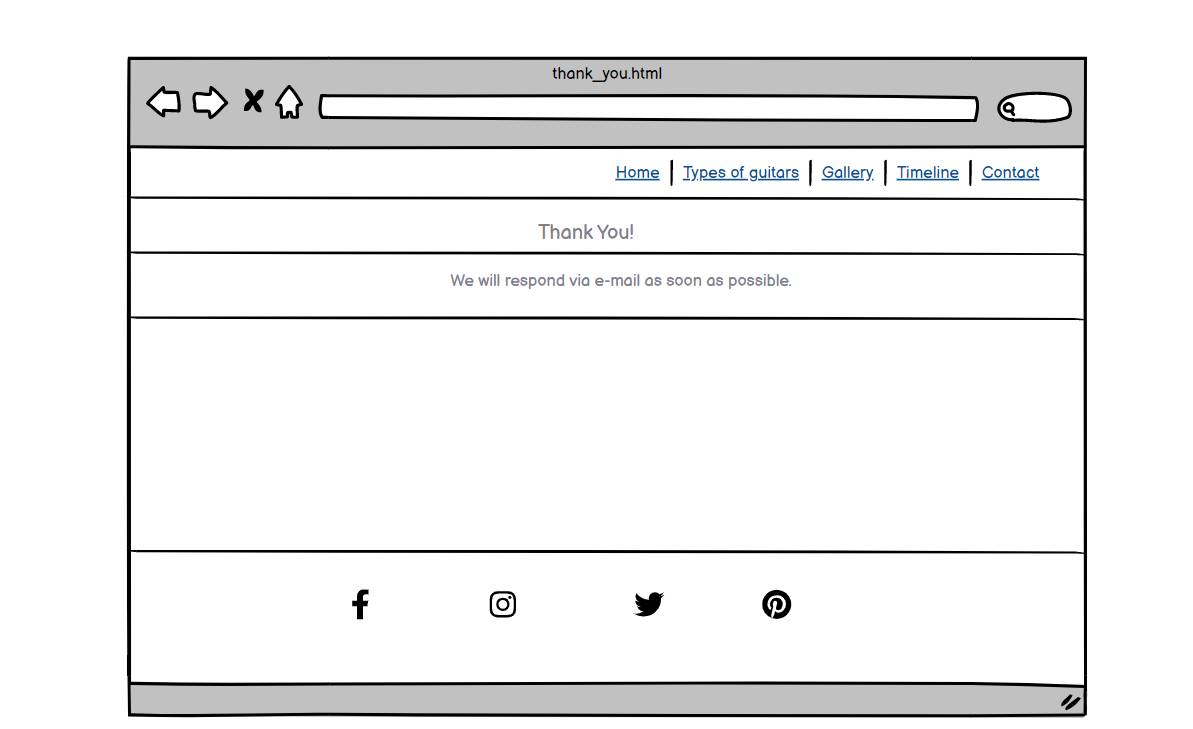 thank_you.html
Home Types of guitars Gallery Timeline Contact
Thank You!
We will respond via e-mail as soon as possible.